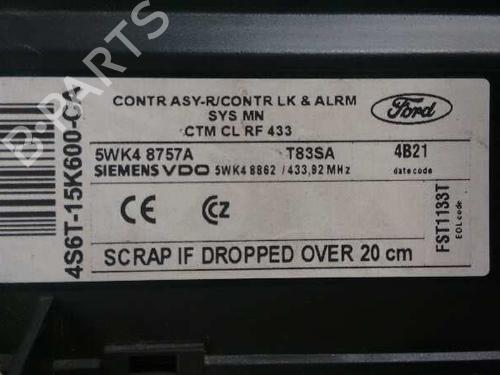 CONTR ASY-R/CONTR LK & ALRM
SYS MN
CTM CL RF 433
Ford
5WK4 8757A T83SA 4B21
SIEMENS VDO 5WK4 8862 / 433,92 MHz date code
CE CZ
SCRAP IF DROPPED OVER 20 cm
4S6T-15K600-CA
FST1133T
EOL code